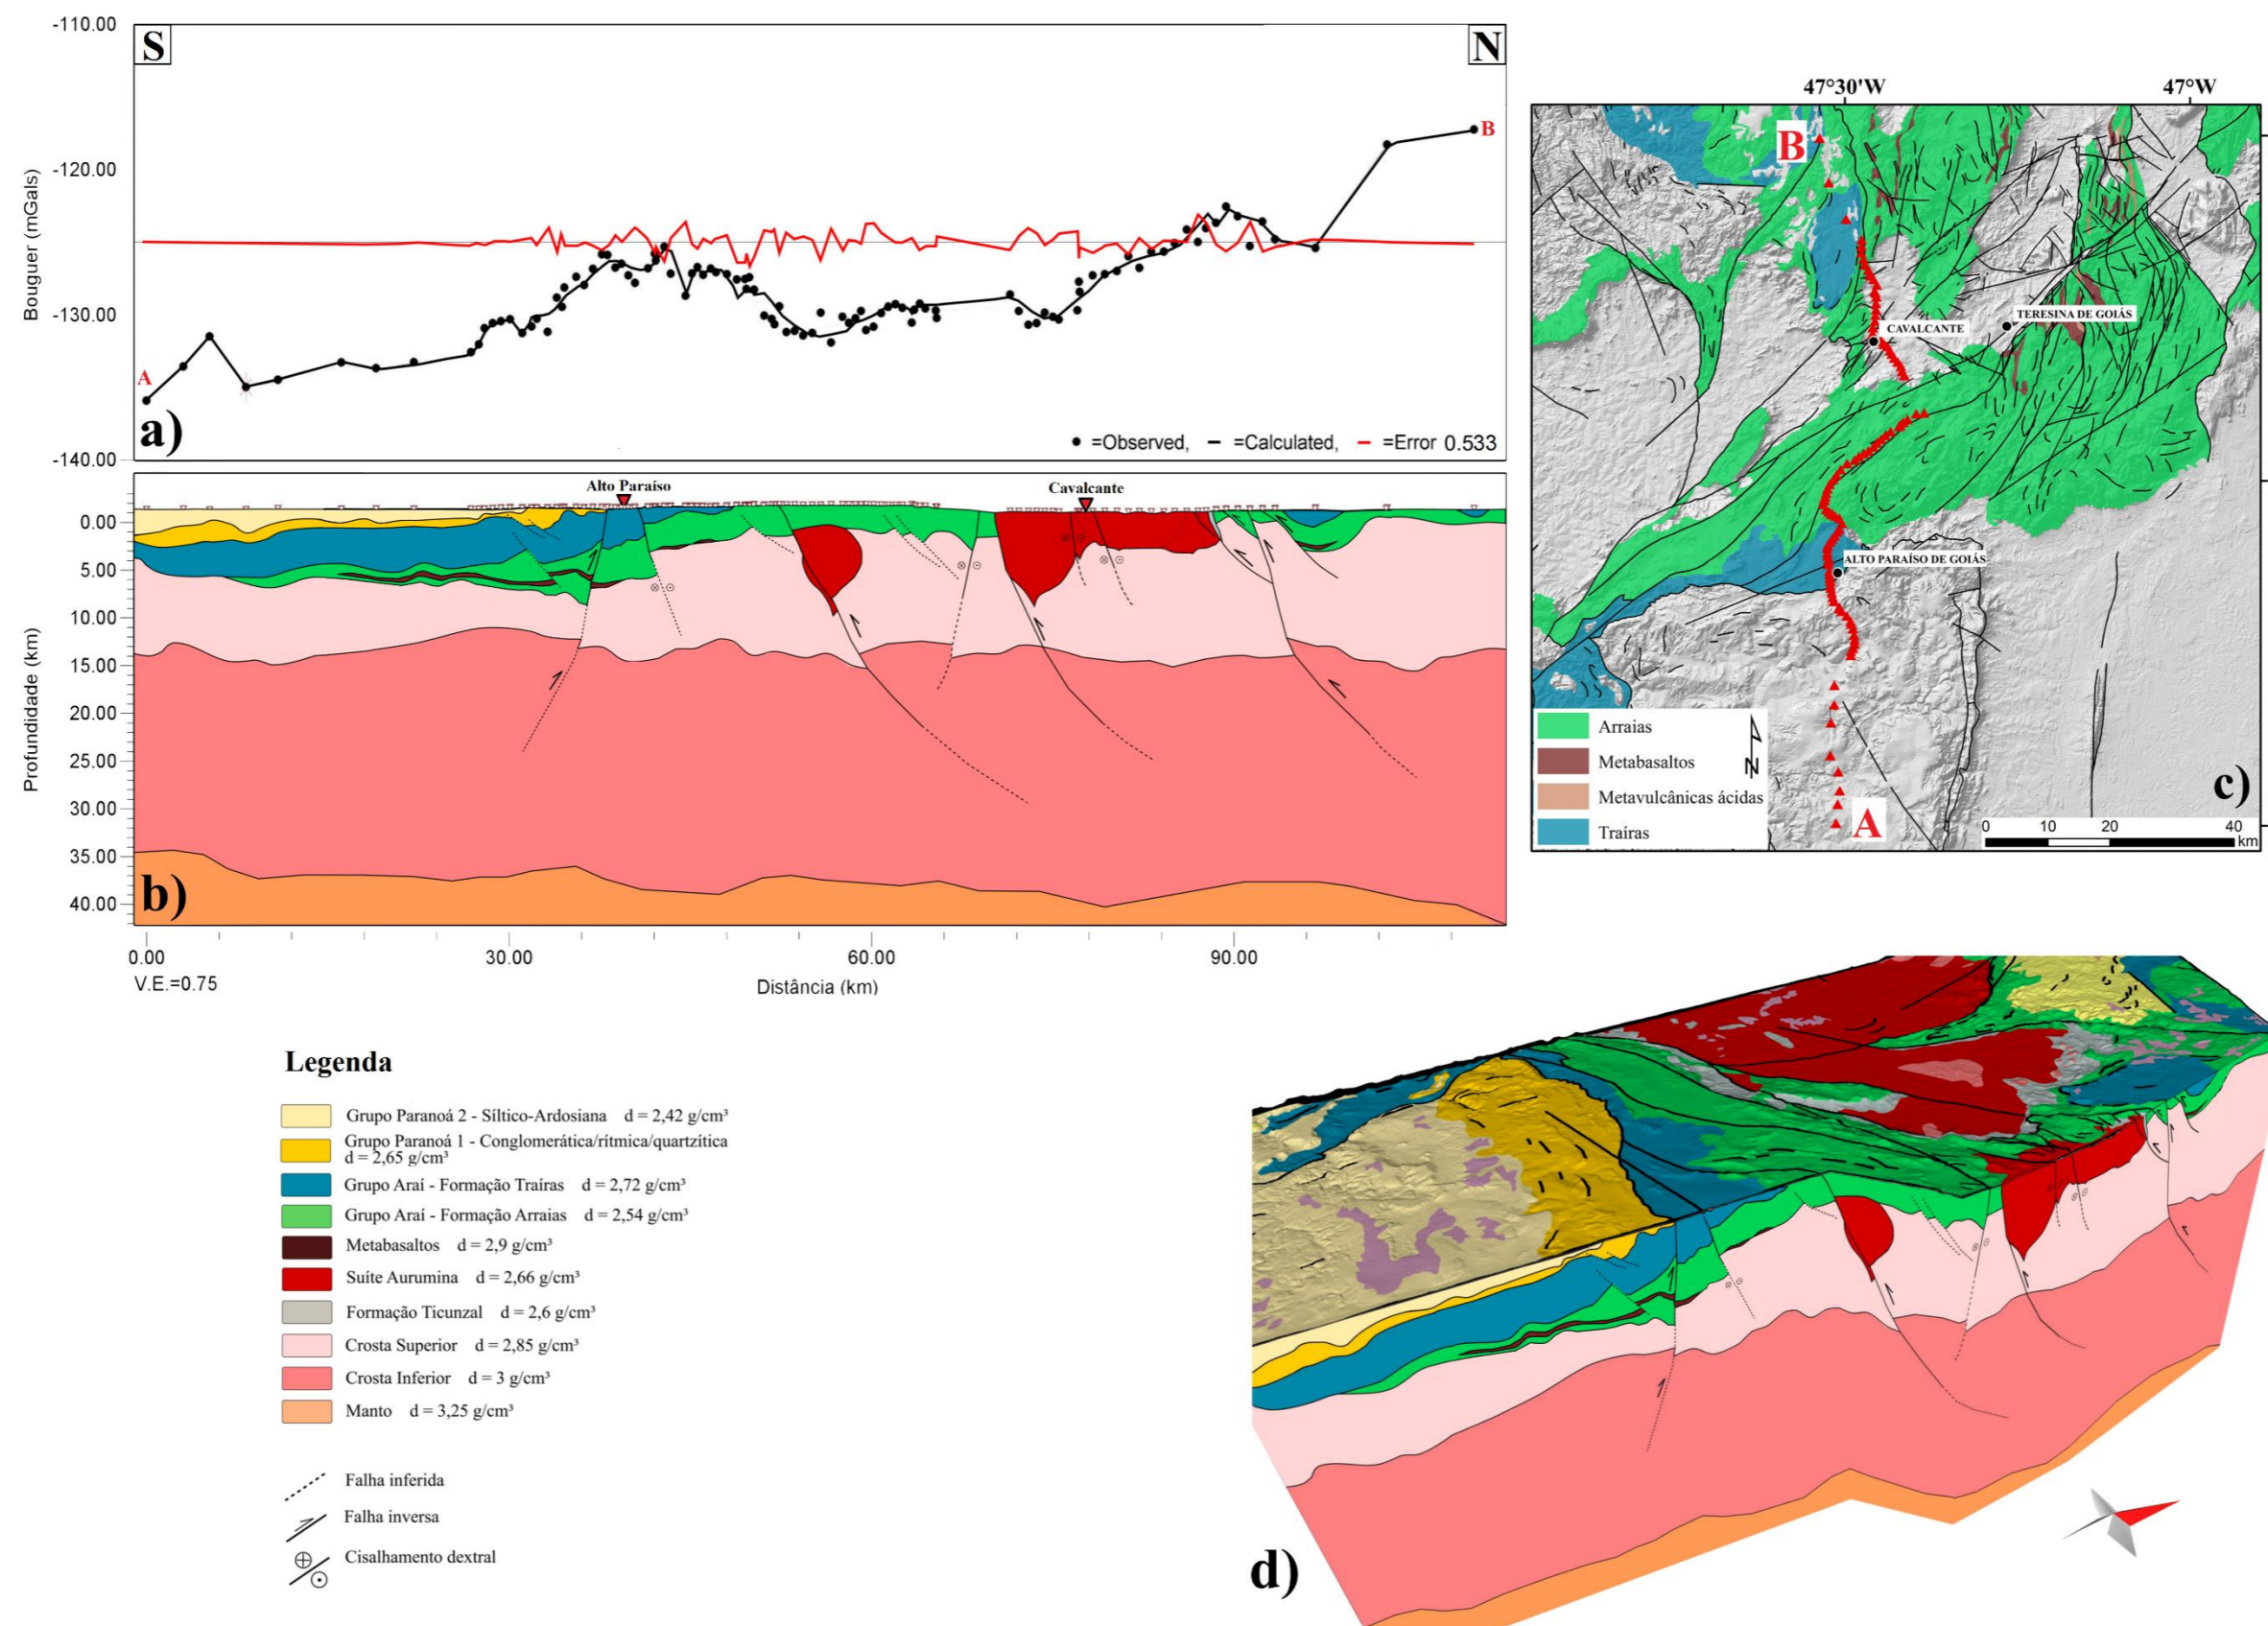 -110.00
-120.00
-130.00
-140.00
Bouguer (mGals)
S
N
A
B
a)
=Observed, =Calculated, =Error 0.533
Alto Paraíso
Cavalcante
0.00
5.00
10.00
15.00
20.00
25.00
30.00
35.00
40.00
Profundidade (km)
b)
0.00 30.00 60.00 90.00
V.E.=0.75
Distância (km)
47°30'W 47°W
B
CAVALCANTE
TERESINA DE GOIÁS
ALTO PARAÍSO DE GOIÁS
A
Arraias
Metabasaltos
Metavulcânicas ácidas
Traíras
N
c)
0 10 20 40
km
Legenda
Grupo Paranoá 2 - Síltico-Ardosiana d = 2,42 g/cm³
Grupo Paranoá 1 - Conglomerática/rítmica/quartzítica
d = 2,65 g/cm³
Grupo Araí - Formação Traíras d = 2,72 g/cm³
Grupo Araí - Formação Arraias d = 2,54 g/cm³
Metabasaltos d = 2,9 g/cm³
Suíte Aurumina d = 2,66 g/cm³
Formação Ticunzal d = 2,6 g/cm³
Crosta Superior d = 2,85 g/cm³
Crosta Inferior d = 3 g/cm³
Manto d = 3,25 g/cm³
Falha inferida
Falha inversa
Cisalhamento dextral
d)